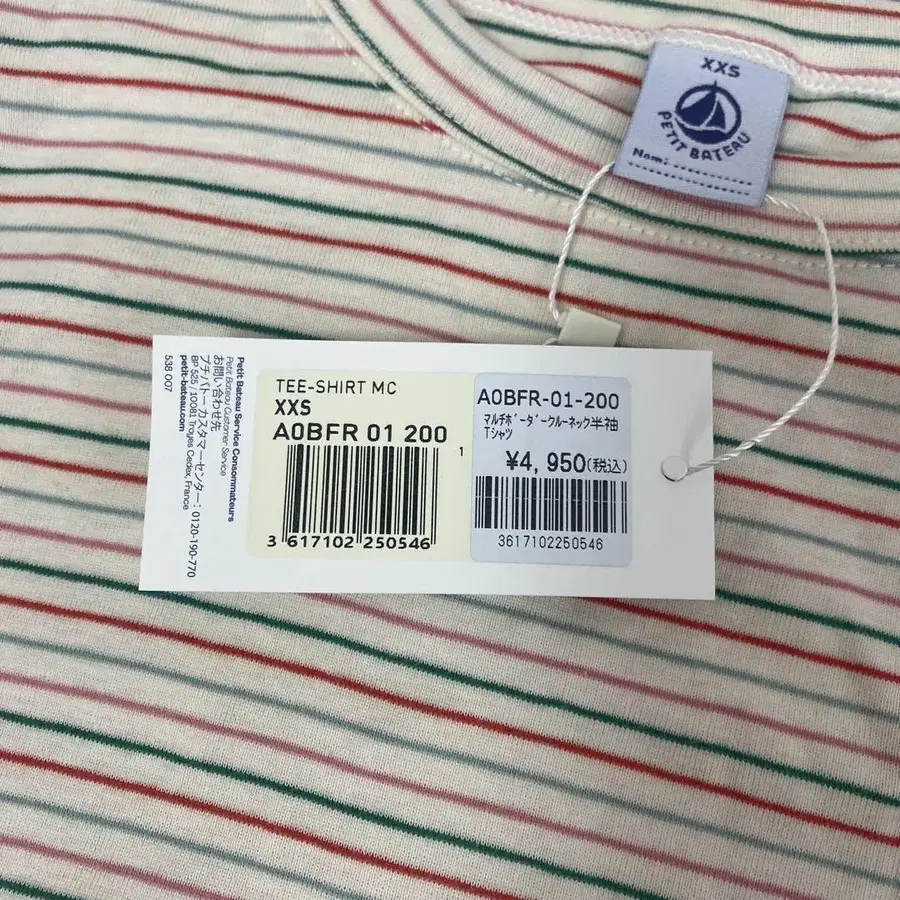 XXS
PETIT BATEAU
Nom:
TEE-SHIRT MC
XXS
A0BFR 01 200
1
3 617102 250546
A0BFR-01-200
マルチボーダークルーネック半袖
Tシャツ
¥4,950(税込)
3617102250546
Petit Bateau Service Consommateurs
Petit Bateau Customer Service
お問い合わせ先
プチバトー カスタマーセンター：0120-190-770
BP 525 / 10081 Troyes Cedex, France
petit-bateau.com
538 007